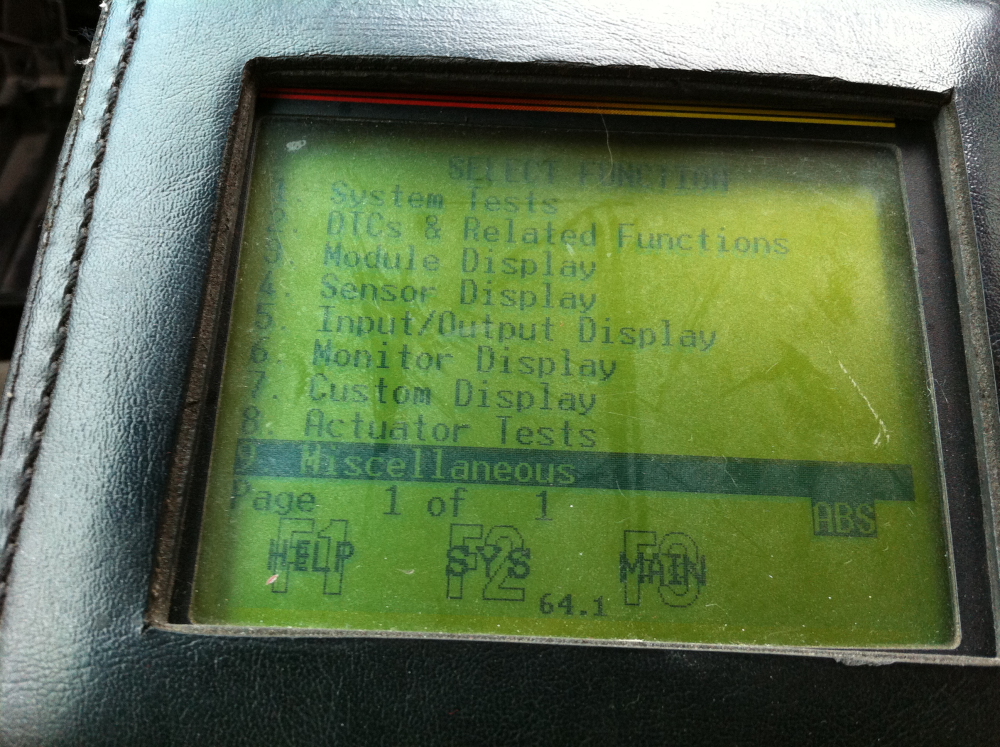 SELECT FUNCTION
1. System Tests
2. DTCs & Related Functions
3. Module Display
4. Sensor Display
5. Input/Output Display
6. Monitor Display
7. Custom Display
8. Actuator Tests
9. Miscellaneous
Page 1 of 1 ABS
F1 HELP F2 SYS F3 MAIN
64.1